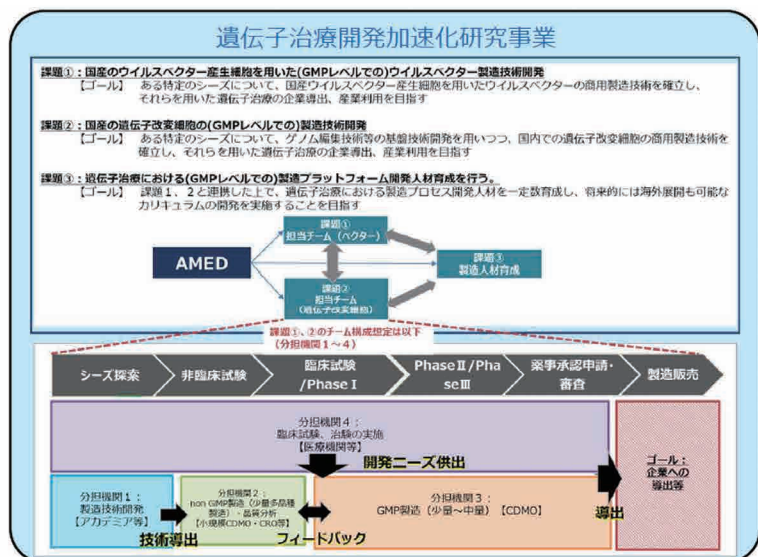 遺伝子治療開発加速化研究事業
課題①：国産のウイルスベクター産生細胞を用いた(GMPレベルでの)ウイルスベクター製造技術開発
【ゴール】 ある特定のシーズについて、国産ウイルスベクター産生細胞を用いたウイルスベクターの商用製造技術を確立し、
それらを用いた遺伝子治療の企業導出、産業利用を目指す
課題②：国産の遺伝子改変細胞の(GMPレベルでの)製造技術開発
【ゴール】 ある特定のシーズについて、ゲノム編集技術等の基盤技術開発を用いつつ、国内での遺伝子改変細胞の商用製造技術を
確立し、それらを用いた遺伝子治療の企業導出、産業利用を目指す
課題③：遺伝子治療における(GMPレベルでの)製造プラットフォーム開発人材育成を行う。
【ゴール】 課題１、２と連携した上で、遺伝子治療における製造プロセス開発人材を一定数育成し、将来的には海外展開も可能な
カリキュラムの開発を実施することを目指す
AMED
課題①
担当チーム（ベクター）
課題②
担当チーム
（遺伝子改変細胞）
課題③
製造人材育成
課題①、②のチーム構成想定は以下
（分担機関１～４）
シーズ探索
非臨床試験
臨床試験
/PhaseⅠ
PhaseⅡ/Pha
seⅢ
薬事承認申請・
審査
製造販売
分担機関４：
臨床試験、治験の実施
【医療機関等】
開発ニーズ供出
ゴール：
企業への
導出等
分担機関１：
製造技術開発
【アカデミア等】
技術導出
分担機関２：
non GMP製造（少量多品種
製造）・品質分析
【小規模CDMO・CRO等】
フィードバック
分担機関３：
GMP製造（少量～中量）【CDMO】
導出